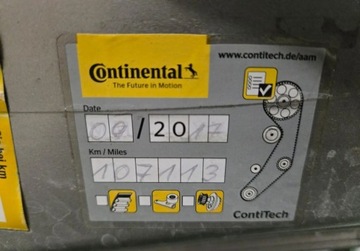 Continental
The Future in Motion
www.contitech.de/aam
Date
09/2017
Km / Miles
107113
ContiTech